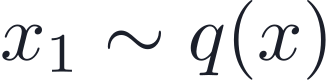 x₁ ∼ q(x)